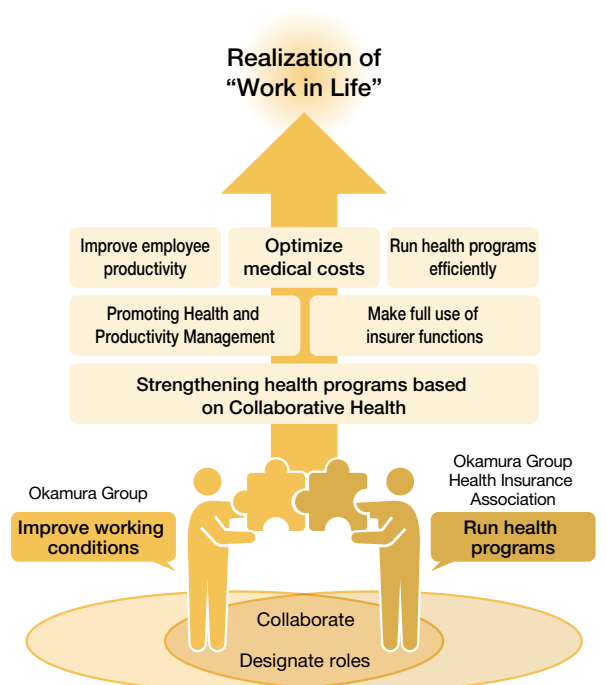 Realization of
“Work in Life”
Improve employee
productivity
Optimize
medical costs
Run health programs
efficiently
Promoting Health and
Productivity Management
Make full use of
insurer functions
Strengthening health programs based
on Collaborative Health
Okamura Group
Improve working
conditions
Okamura Group
Health Insurance
Association
Run health
programs
Collaborate
Designate roles